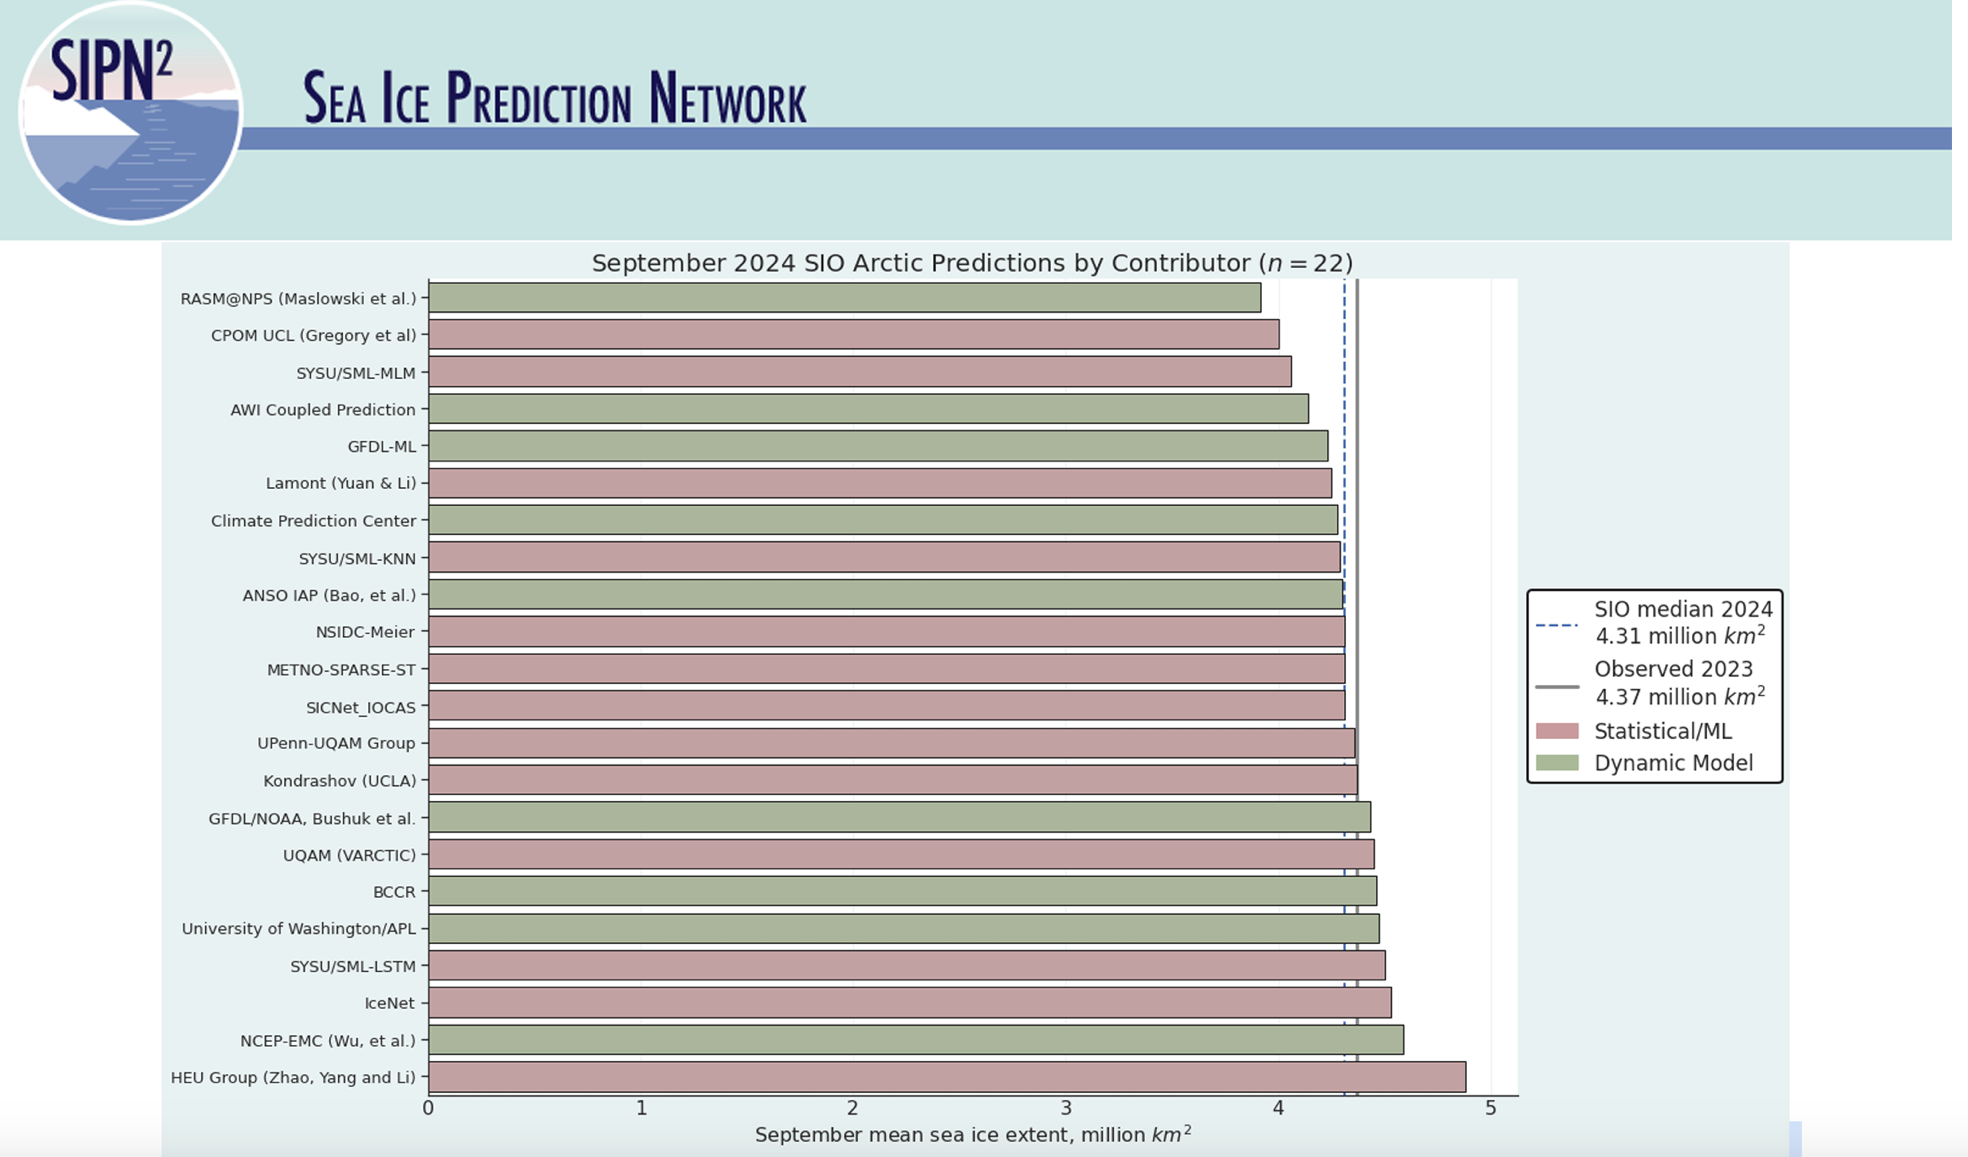 SIPN²
SEA ICE PREDICTION NETWORK
September 2024 SIO Arctic Predictions by Contributor (n = 22)
RASM@NPS (Maslowski et al.)
CPOM UCL (Gregory et al)
SYSU/SML-MLM
AWI Coupled Prediction
GFDL-ML
Lamont (Yuan & Li)
Climate Prediction Center
SYSU/SML-KNN
ANSO IAP (Bao, et al.)
NSIDC-Meier
METNO-SPARSE-ST
SICNet_IOCAS
UPenn-UQAM Group
Kondrashov (UCLA)
GFDL/NOAA, Bushuk et al.
UQAM (VARCTIC)
BCCR
University of Washington/APL
SYSU/SML-LSTM
IceNet
NCEP-EMC (Wu, et al.)
HEU Group (Zhao, Yang and Li)
0 1 2 3 4 5
September mean sea ice extent, million km²
SIO median 2024
4.31 million km²
Observed 2023
4.37 million km²
Statistical/ML
Dynamic Model